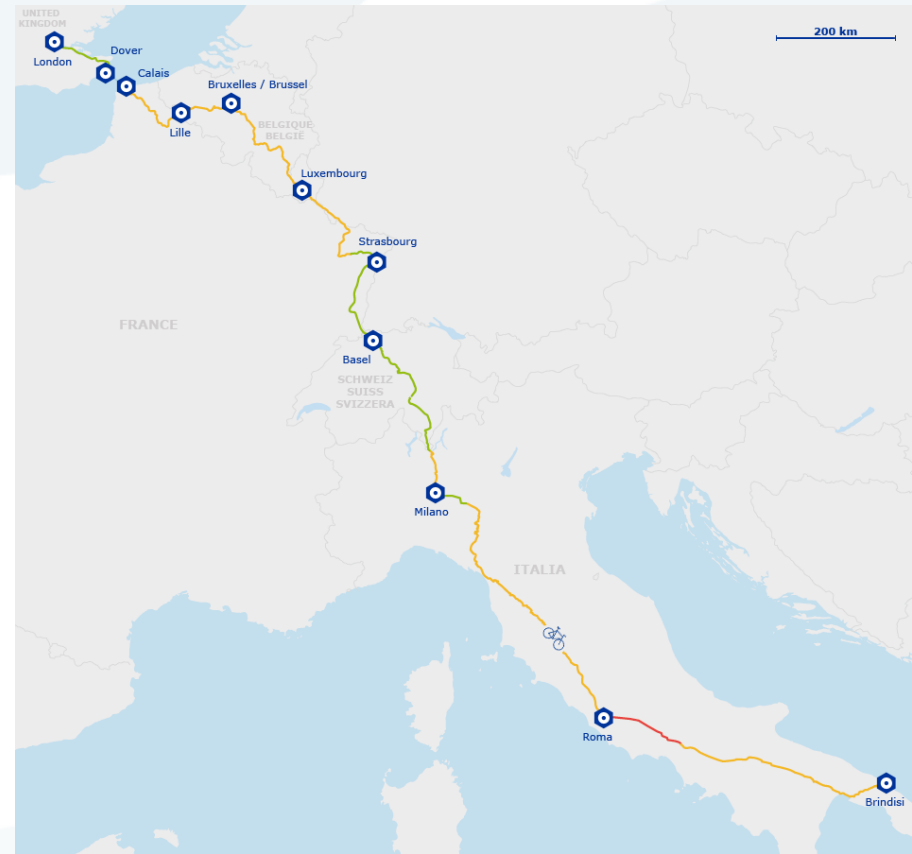 UNITED
KINGDOM
200 km
London
Dover
Calais
Bruxelles / Brussel
Lille
BELGIQUE
BELGIË
Luxembourg
Strasbourg
FRANCE
Basel
SCHWEIZ
SUISS
SVIZZERA
Milano
ITALIA
Roma
Brindisi